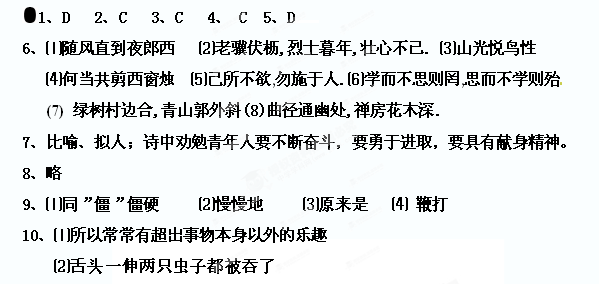 1、D 2、C 3、C 4、 C 5、D
6、(1)随风直到夜郎西 (2)老骥伏枥,烈士暮年,壮心不已. (3)山光悦鸟性
(4)何当共剪西窗烛 (5)己所不欲,勿施于人.(6)学而不思则罔,思而不学则殆.
(7) 绿树村边合,青山郭外斜(8)曲径通幽处,禅房花木深.
7、比喻、拟人；诗中劝勉青年人要不断奋斗，要勇于进取，要具有献身精神。
8、略
9、(1)同"僵"僵硬 (2)慢慢地 (3)原来是 (4) 鞭打
10、(1)所以常常有超出事物本身以外的乐趣
(2)舌头一伸两只虫子都被吞了